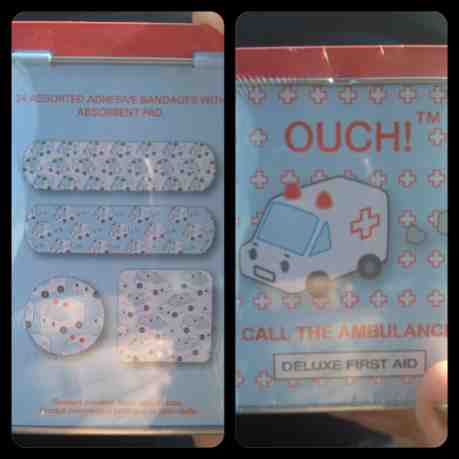 24 ASSORTED ADHESIVE BANDAGES WITH
ABSORBENT PAD
OUCH!™
CALL THE AMBULANCE
DELUXE FIRST AID